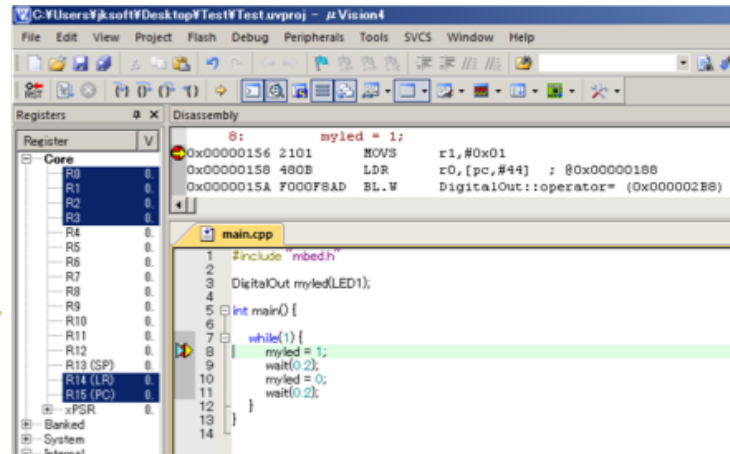 C:¥Users¥jksoft¥Desktop¥Test¥Test.uvproj - µVision4
File Edit View Project Flash Debug Peripherals Tools SVCS Window Help
Registers
Register V
Core
R0 0.
R1 0.
R2 0.
R3 0.
R4 0.
R5 0.
R6 0.
R7 0.
R8 0.
R9 0.
R10 0.
R11 0.
R12 0.
R13 (SP) 0.
R14 (LR) 0.
R15 (PC) 0.
xPSR 0.
Banked
System
Internal
Disassembly
8: myled = 1;
0x00000156 2101 MOVS r1,#0x01
0x00000158 480B LDR r0,[pc,#44] ; @0x00000188
0x0000015A F000F8AD BL.W DigitalOut::operator= (0x000002B8)
main.cpp
1 #include "mbed.h"
2
3 DigitalOut myled(LED1);
4
5 int main() {
6
7 while(1) {
8 myled = 1;
9 wait(0.2);
10 myled = 0;
11 wait(0.2);
12 }
13 }
14